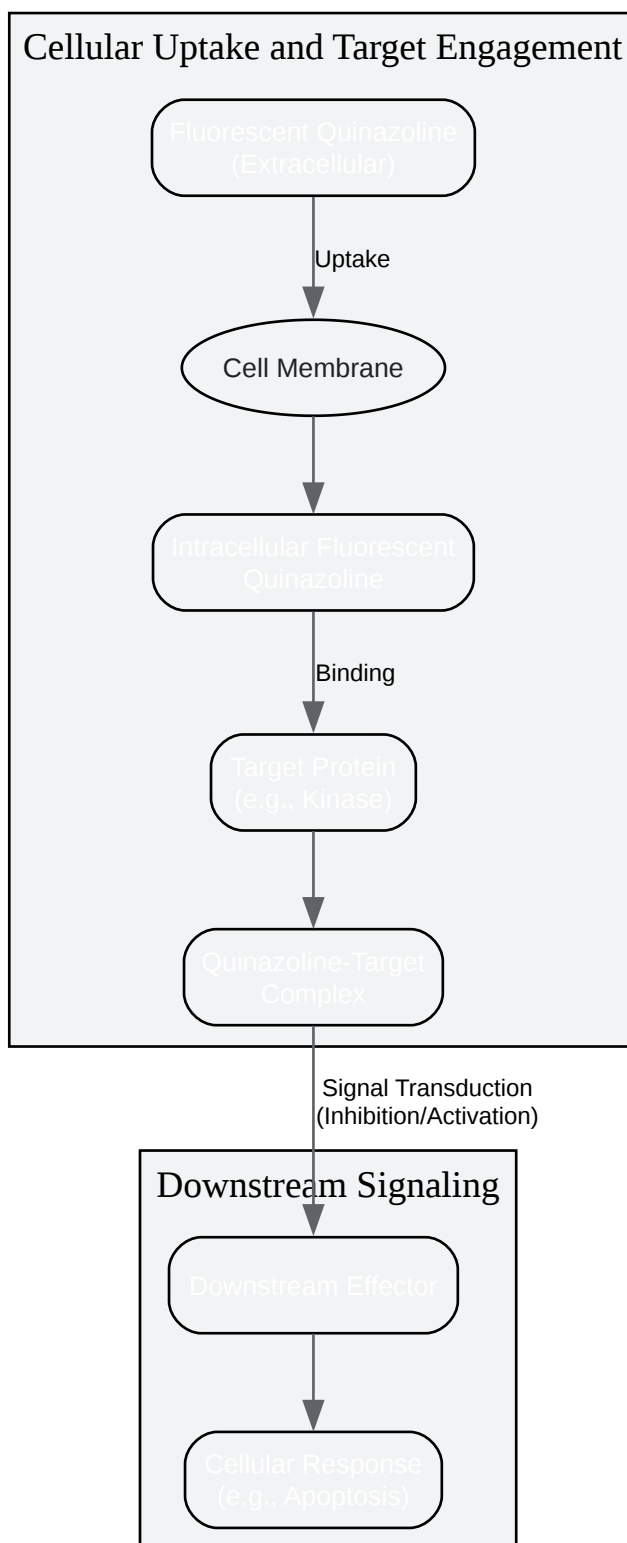 Cellular Uptake and Target Engagement
Fluorescent Quinazoline
(Extracellular)
Uptake
Cell Membrane
Intracellular Fluorescent
Quinazoline
Binding
Target Protein
(e.g., Kinase)
Quinazoline-Target
Complex
Signal Transduction
(Inhibition/Activation)
Downstream Signaling
Downstream Effector
Cellular Response
(e.g., Apoptosis)